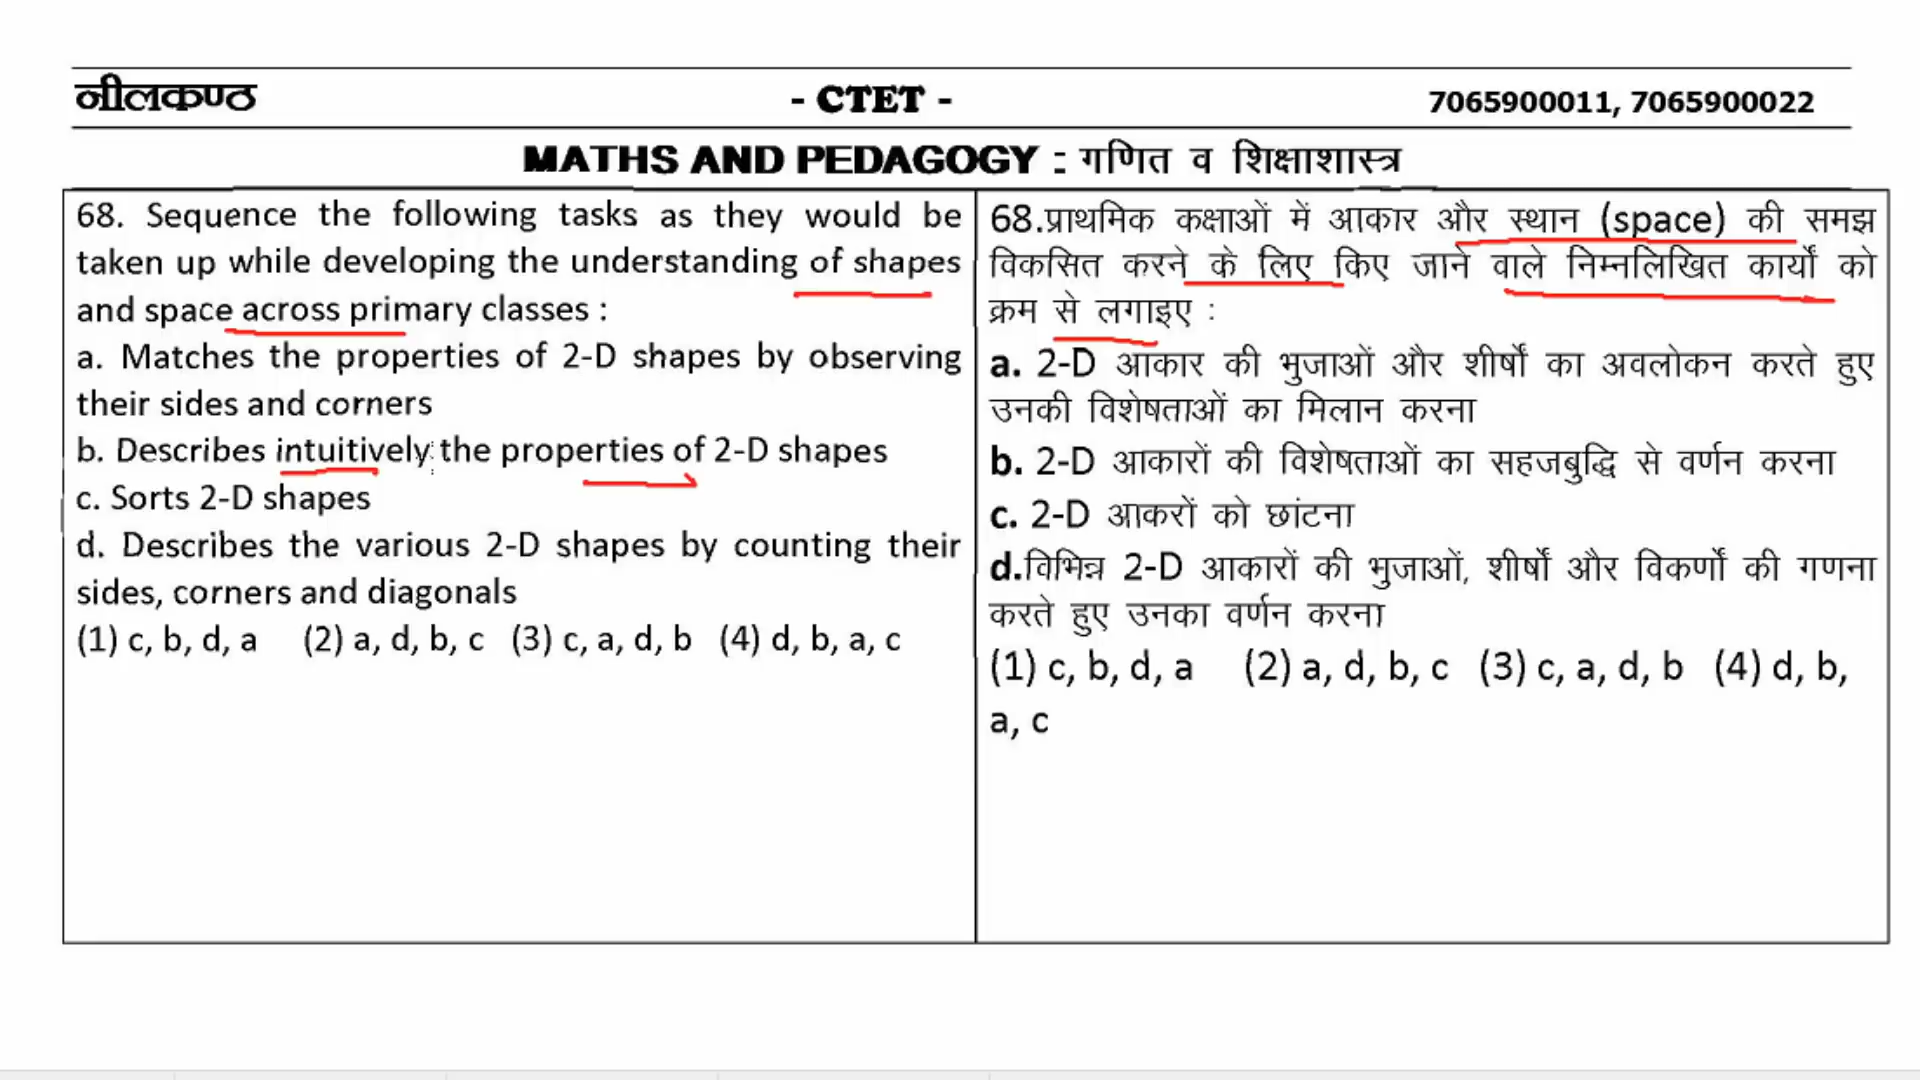 नीलकण्ठ - CTET - 7065900011, 7065900022
MATHS AND PEDAGOGY : गणित व शिक्षाशास्त्र
68. Sequence the following tasks as they would be
taken up while developing the understanding of shapes
and space across primary classes :
a. Matches the properties of 2-D shapes by observing
their sides and corners
b. Describes intuitively the properties of 2-D shapes
c. Sorts 2-D shapes
d. Describes the various 2-D shapes by counting their
sides, corners and diagonals
(1) c, b, d, a (2) a, d, b, c (3) c, a, d, b (4) d, b, a, c
68.प्राथमिक कक्षाओं में आकार और स्थान (space) की समझ
विकसित करने के लिए किए जाने वाले निम्नलिखित कार्यों को
क्रम से लगाइए :
a. 2-D आकार की भुजाओं और शीर्षों का अवलोकन करते हुए
उनकी विशेषताओं का मिलान करना
b. 2-D आकारों की विशेषताओं का सहजबुद्धि से वर्णन करना
c. 2-D आकरों को छांटना
d.विभिन्न 2-D आकारों की भुजाओं, शीर्षों और विकर्णों की गणना
करते हुए उनका वर्णन करना
(1) c, b, d, a (2) a, d, b, c (3) c, a, d, b (4) d, b,
a, c